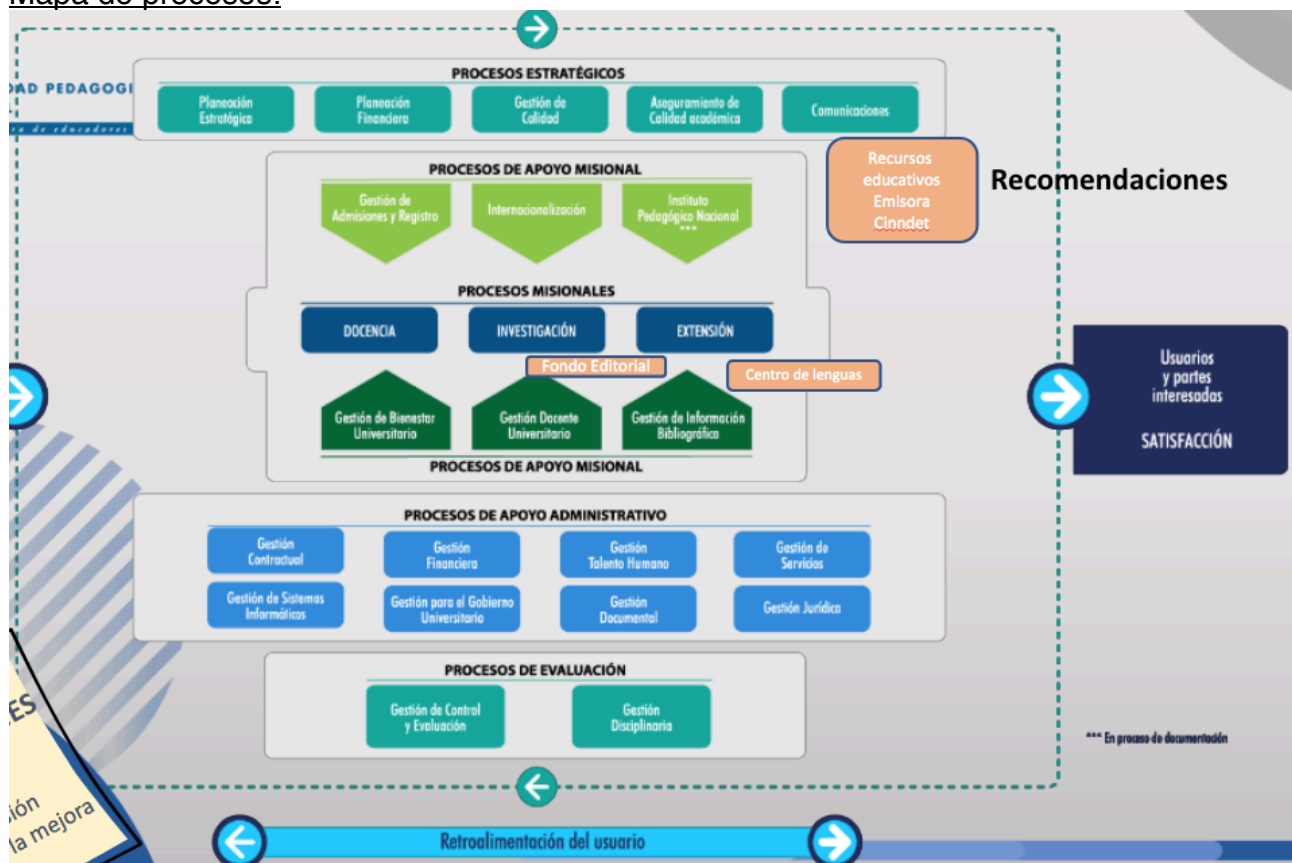 Mapa de procesos:
PROCESOS ESTRATÉGICOS
PEDAGOGI
de educadores
Planeación
Estratégica
Planeación
Financiera
Gestión de
Calidad
Aseguramiento de
Calidad académica
Comunicaciones
Recursos
educativos
Emisora
Cinndet
Recomendaciones
PROCESOS DE APOYO MISIONAL
Gestión de
Admisiones y Registro
Internacionalización
Instituto
Pedagógico Nacional
***
PROCESOS MISIONALES
DOCENCIA
INVESTIGACIÓN
EXTENSIÓN
Fondo Editorial
Centro de lenguas
Usuarios
y partes
interesadas
SATISFACCIÓN
Gestión de Bienestar
Universitario
Gestión Docente
Universitario
Gestión de Información
Bibliográfica
PROCESOS DE APOYO MISIONAL
PROCESOS DE APOYO ADMINISTRATIVO
Gestión
Contractual
Gestión
Financiera
Gestión
Talento Humano
Gestión de
Servicios
Gestión de Sistemas
Informáticos
Gestión para el Gobierno
Universitario
Gestión
Documental
Gestión Jurídica
PROCESOS DE EVALUACIÓN
Gestión de Control
y Evaluación
Gestión
Disciplinaria
*** En proceso de documentación
la mejora
Retroalimentación del usuario